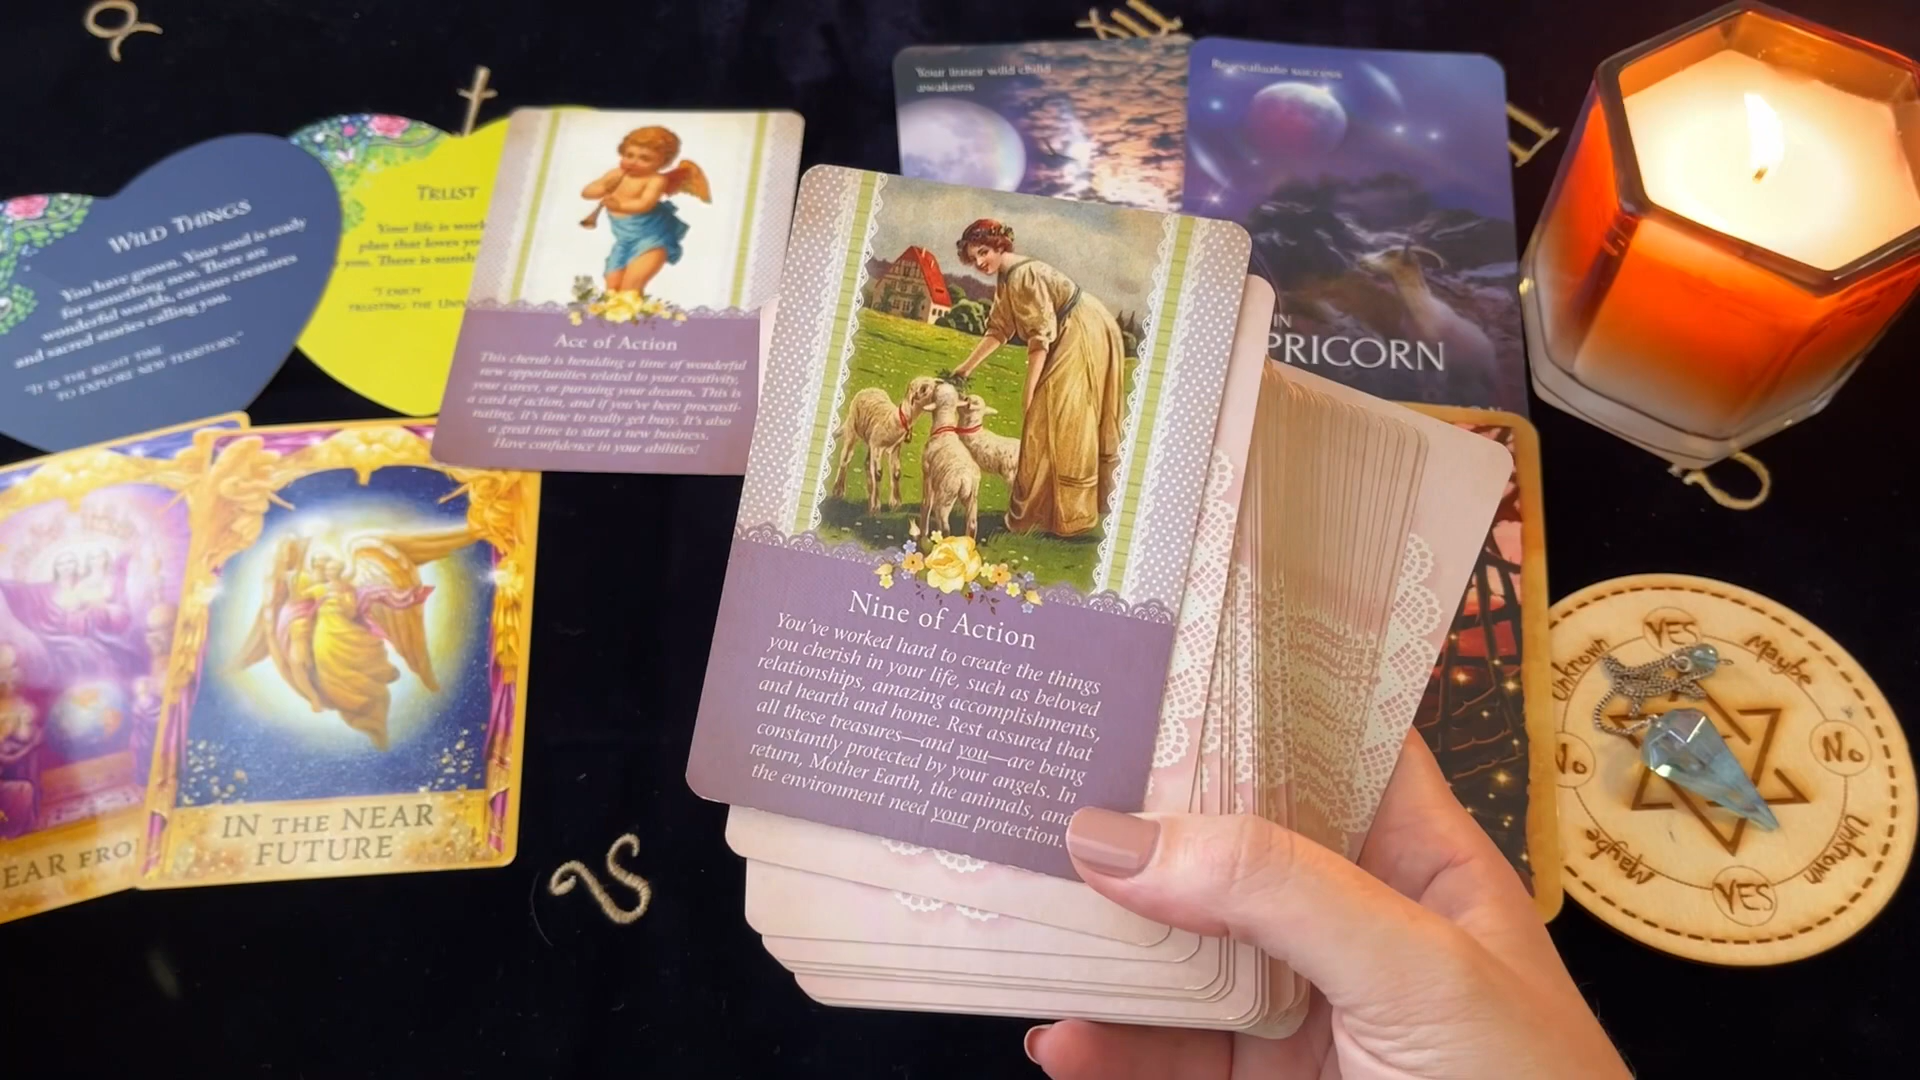 WILD THINGS
You have grown. Your soul is ready
for something new. There are
wonderful worlds, curious creatures
and sacred stories calling you.
"IT IS THE RIGHT TIME
TO EXPLORE NEW TERRITORY."
TRUST
Your life is work
plan that loves yo
you. There is sunsh
"I ENJOY
TRUSTING THE UNIV
Ace of Action
This cherub is heralding a time of wonderful
new opportunities related to your creativity,
your career, or pursuing your dreams. This is
a card of action, and if you've been procrasti-
nating, it's time to really get busy. It's also
a great time to start a new business.
Have confidence in your abilities!
Your inner wild child
awakens
Reevaluate success
IN
PRICORN
Nine of Action
You've worked hard to create the things
you cherish in your life, such as beloved
relationships, amazing accomplishments,
and hearth and home. Rest assured that
all these treasures—and you—are being
constantly protected by your angels. In
return, Mother Earth, the animals, and
the environment need your protection.
EAR FRO
IN THE NEAR
FUTURE
YES
Maybe
No
Unknown
YES
Maybe
No
Unknown
XII
II